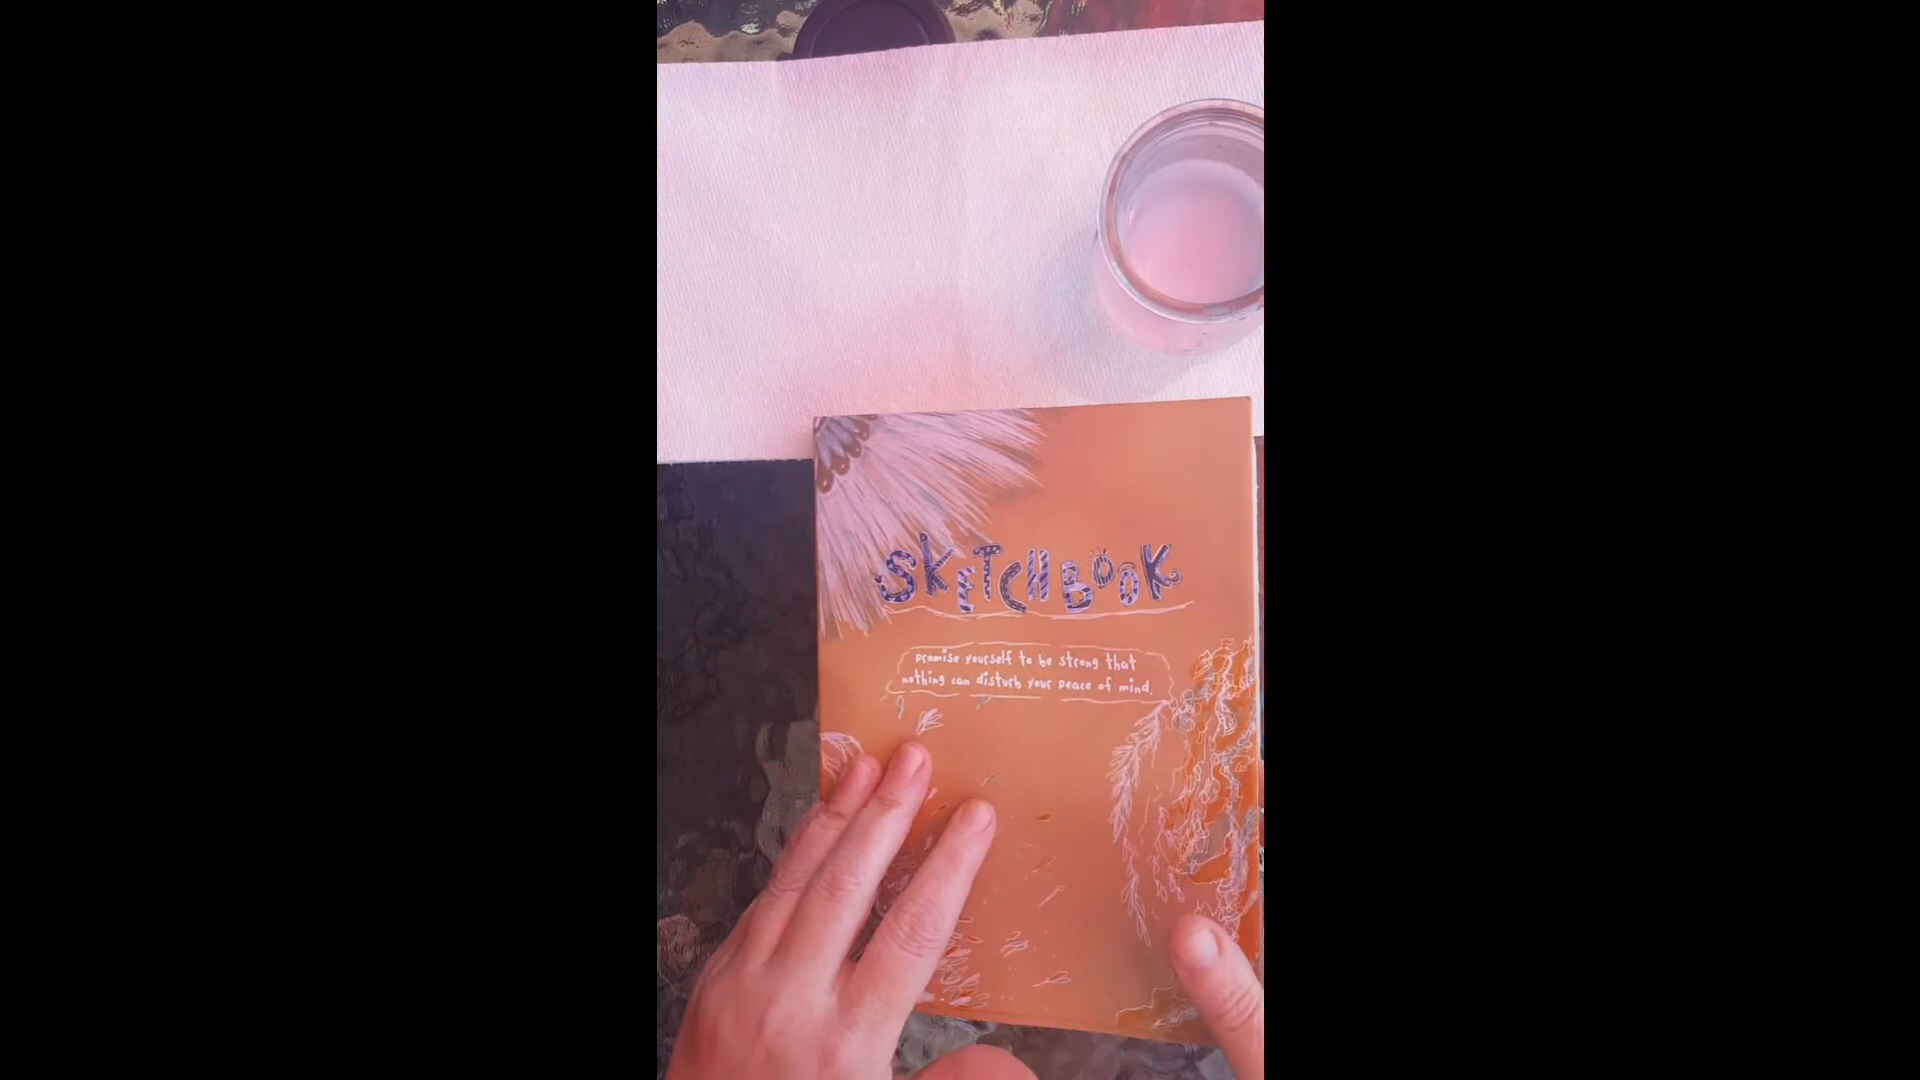 SKETCHBOOK
promise yourself to be strong that
nothing can disturb your peace of mind.